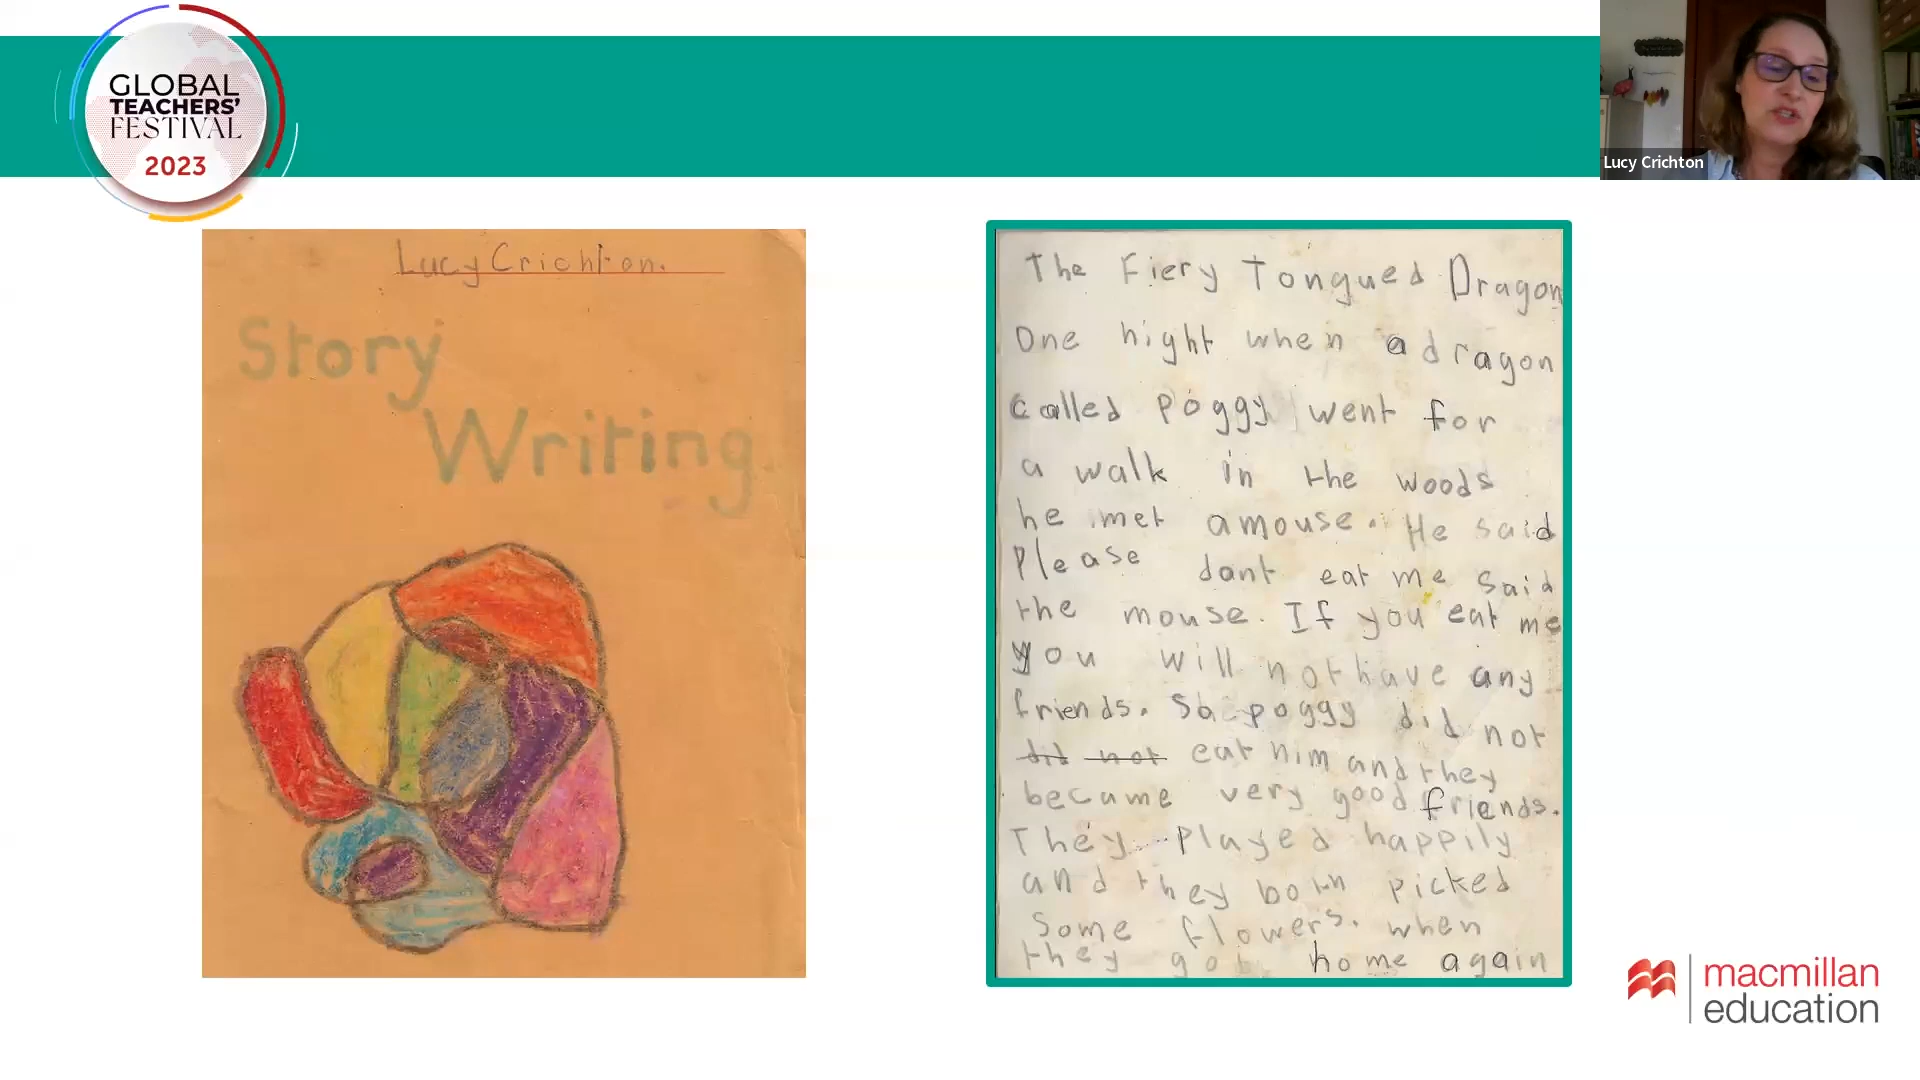 GLOBAL
TEACHERS'
FESTIVAL
2023
Lucy Crichton
Lucy Crichton.
Story
Writing
The Fiery Tongued Dragon
One night when a dragon
called poggy went for
a walk in the woods
he met a mouse. He said
Please dont eat me said
the mouse. If you eat me
you will not have any
friends. So poggy did not
did not eat him and they
became very good friends.
They played happily
and they both picked
some flowers. when
they got home again
macmillan
education